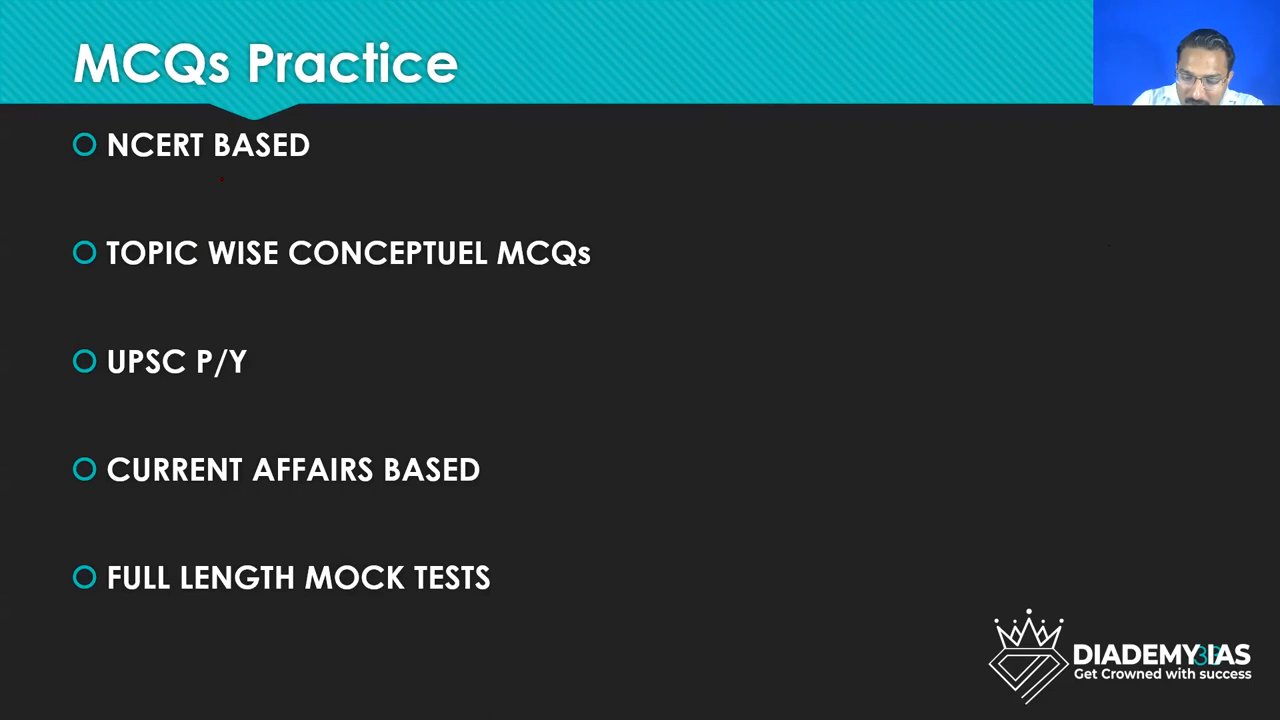 MCQs Practice
NCERT BASED
TOPIC WISE CONCEPTUEL MCQs
UPSC P/Y
CURRENT AFFAIRS BASED
FULL LENGTH MOCK TESTS
DIADEMY IAS
Get Crowned with success